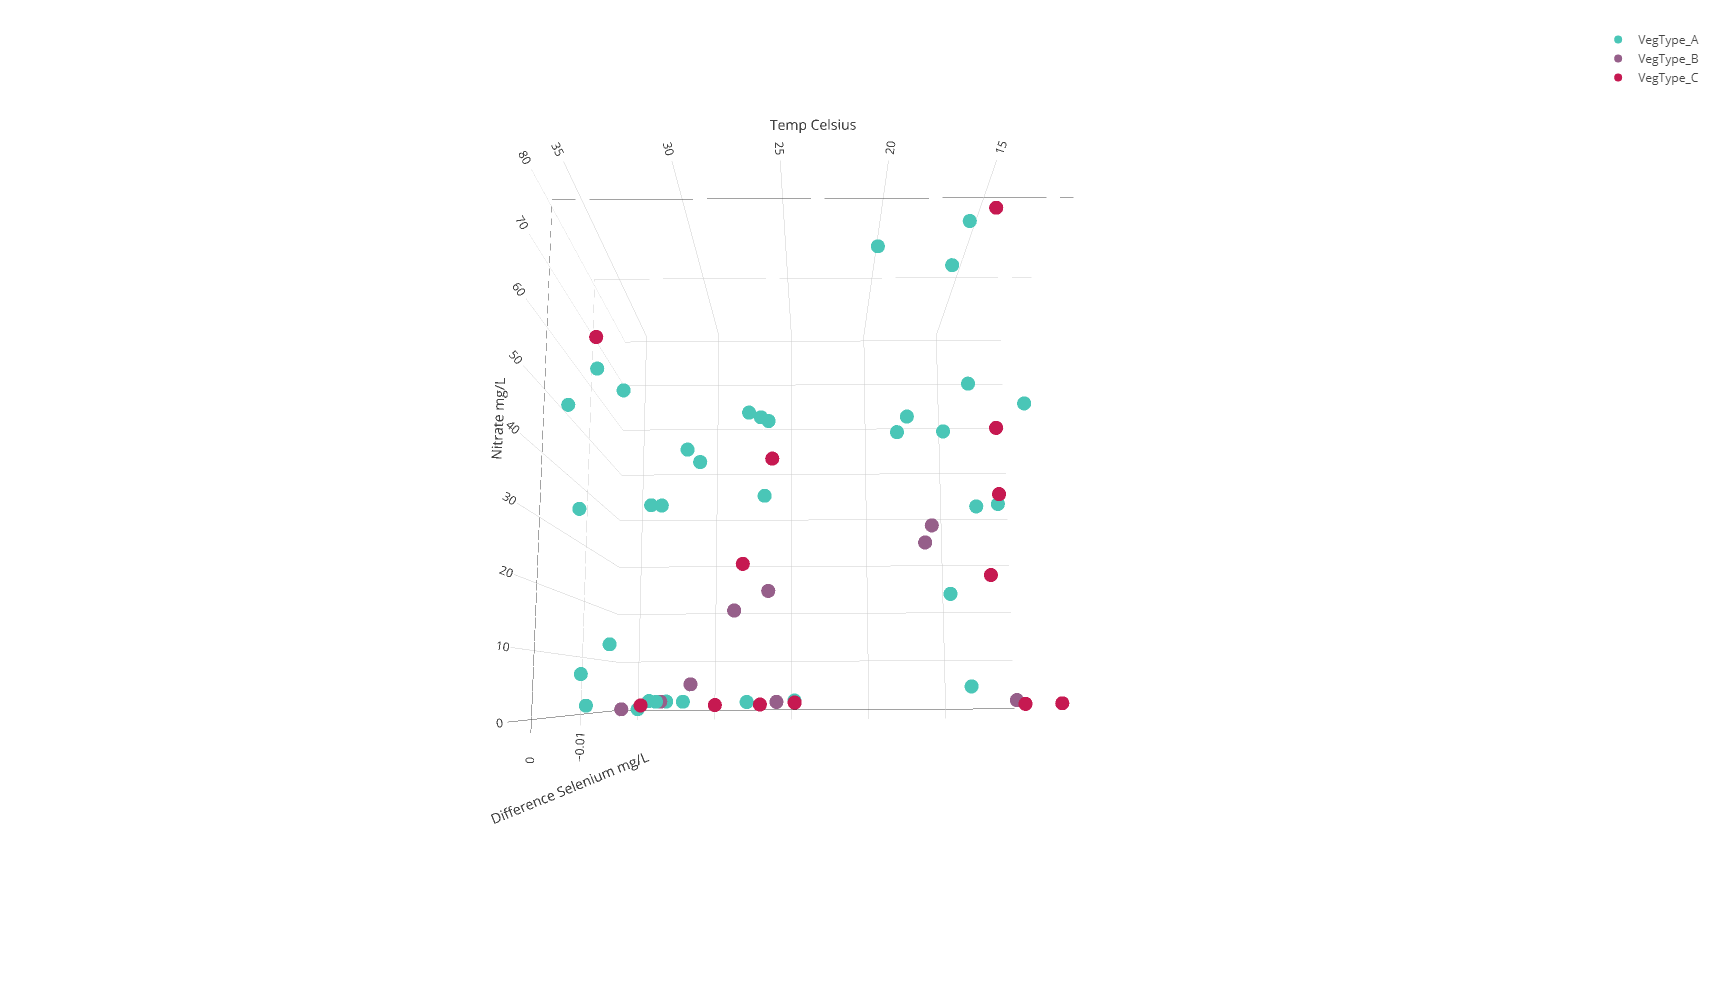 VegType_A
VegType_B
VegType_C
Temp Celsius
35
30
25
20
15
80
70
60
50
40
30
20
10
0
Nitrate mg/L
0
−0.01
Difference Selenium mg/L